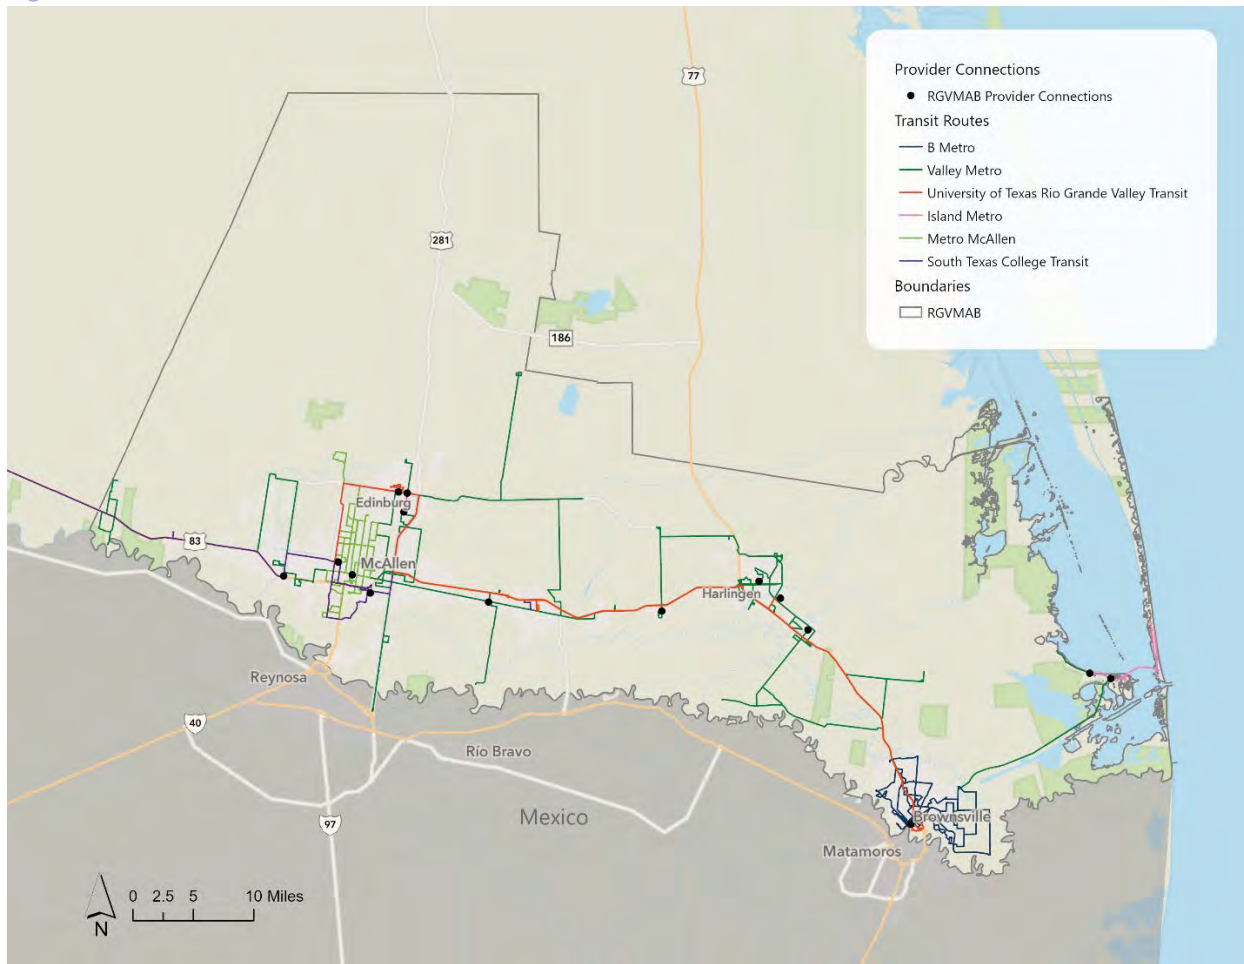 Provider Connections
RGVMAB Provider Connections
Transit Routes
B Metro
Valley Metro
University of Texas Rio Grande Valley Transit
Island Metro
Metro McAllen
South Texas College Transit
Boundaries
RGVMAB
77
281
186
Edinburg
83
McAllen
Harlingen
Reynosa
40
Río Bravo
97
Mexico
Brownsville
Matamoros
0 2.5 5 10 Miles
N